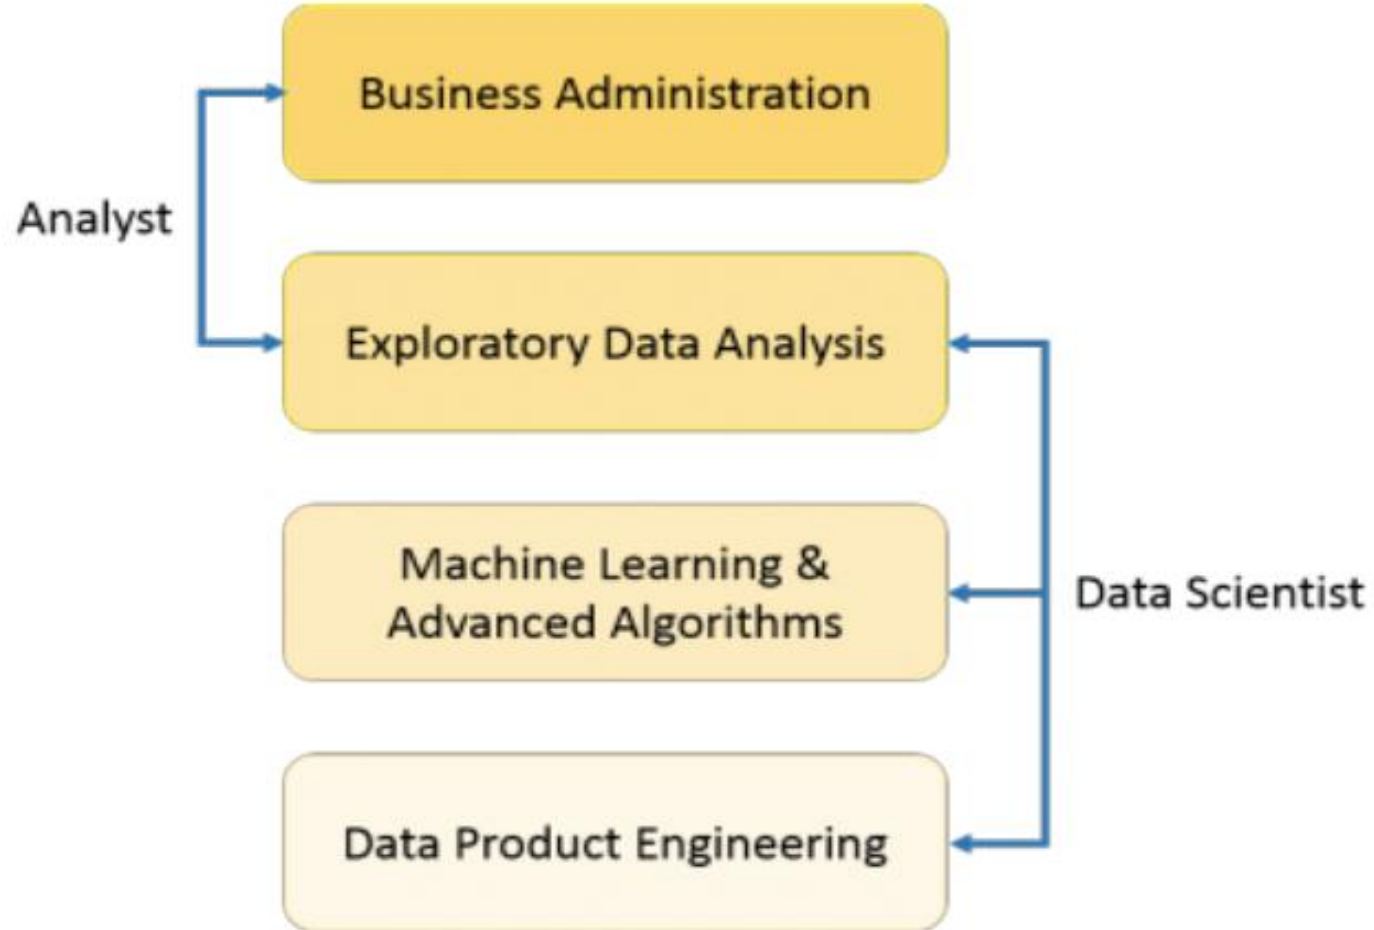 Business Administration
Analyst
Exploratory Data Analysis
Machine Learning &
Advanced Algorithms
Data Scientist
Data Product Engineering